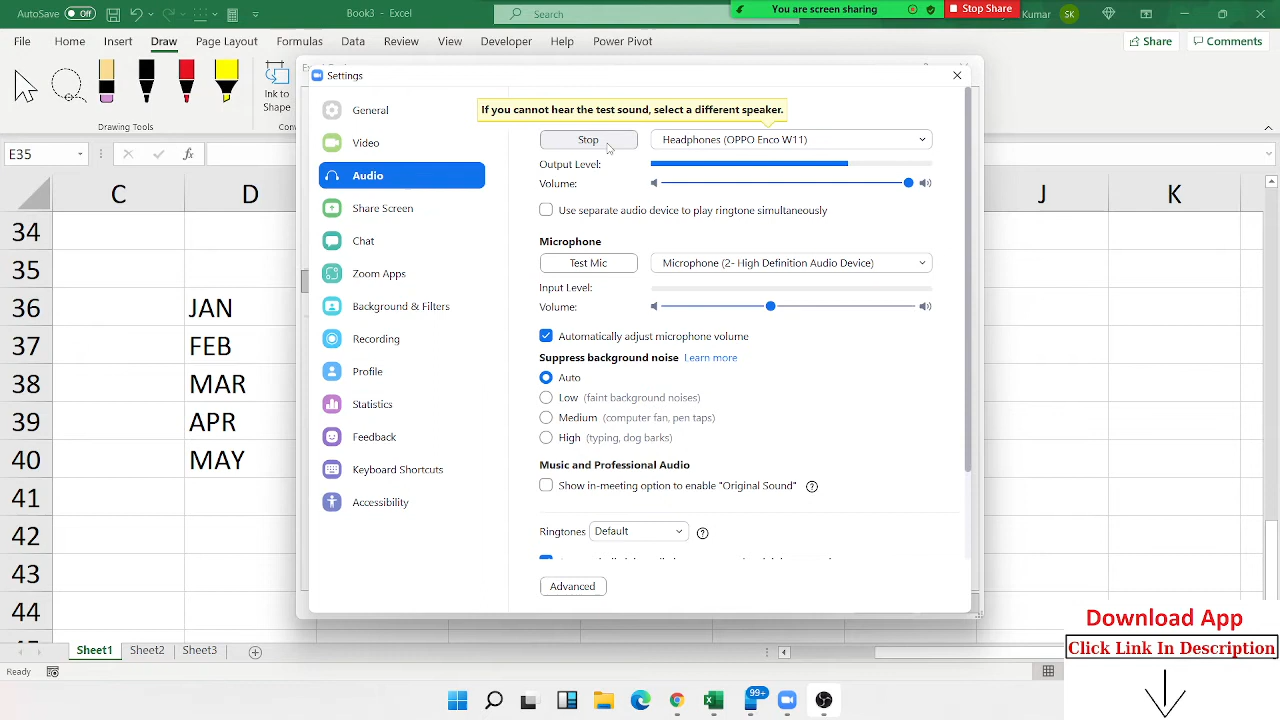 AutoSave Off Book3 - Excel Search You are screen sharing Stop Share Kumar SK
File Home Insert Draw Page Layout Formulas Data Review View Developer Help Power Pivot Share Comments
Link to
Shape
Drawing Tools
E35 fx
Settings
General
Video
Audio
Share Screen
Chat
Zoom Apps
Background & Filters
Recording
Profile
Statistics
Feedback
Keyboard Shortcuts
Accessibility
If you cannot hear the test sound, select a different speaker.
Stop Headphones (OPPO Enco W11)
Output Level:
Volume:
Use separate audio device to play ringtone simultaneously
Microphone
Test Mic Microphone (2- High Definition Audio Device)
Input Level:
Volume:
Automatically adjust microphone volume
Suppress background noise Learn more
Auto
Low (faint background noises)
Medium (computer fan, pen taps)
High (typing, dog barks)
Music and Professional Audio
Show in-meeting option to enable "Original Sound" ?
Ringtones Default ?
Advanced
C D J K
34
35
36 JAN
37 FEB
38 MAR
39 APR
40 MAY
41
42
43
44
Sheet1 Sheet2 Sheet3
Ready
99+
Download App
Click Link In Description